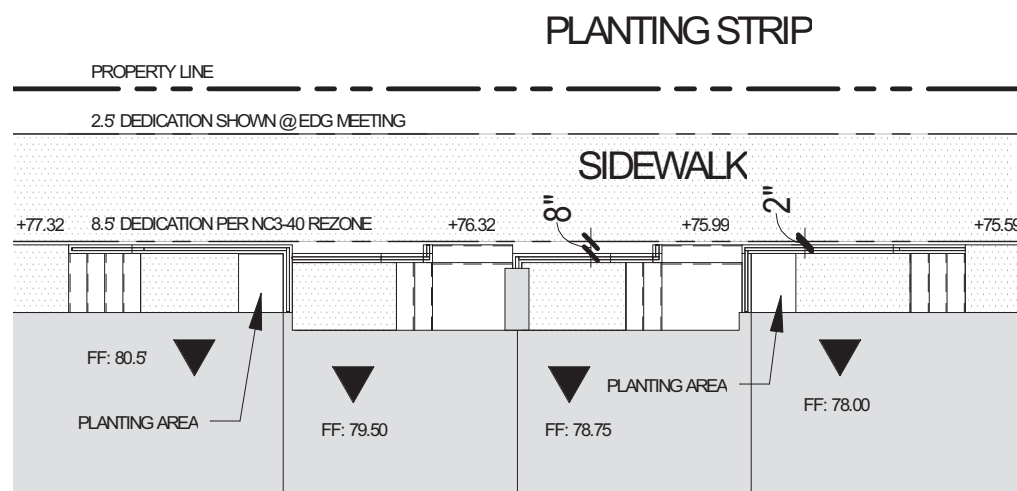 PLANTING STRIP
PROPERTY LINE
2.5' DEDICATION SHOWN @ EDG MEETING
SIDEWALK
+77.32
8.5' DEDICATION PER NC3-40 REZONE
+76.32
8"
+75.99
2"
+75.59
FF: 80.5'
PLANTING AREA
FF: 79.50
FF: 78.75
PLANTING AREA
FF: 78.00